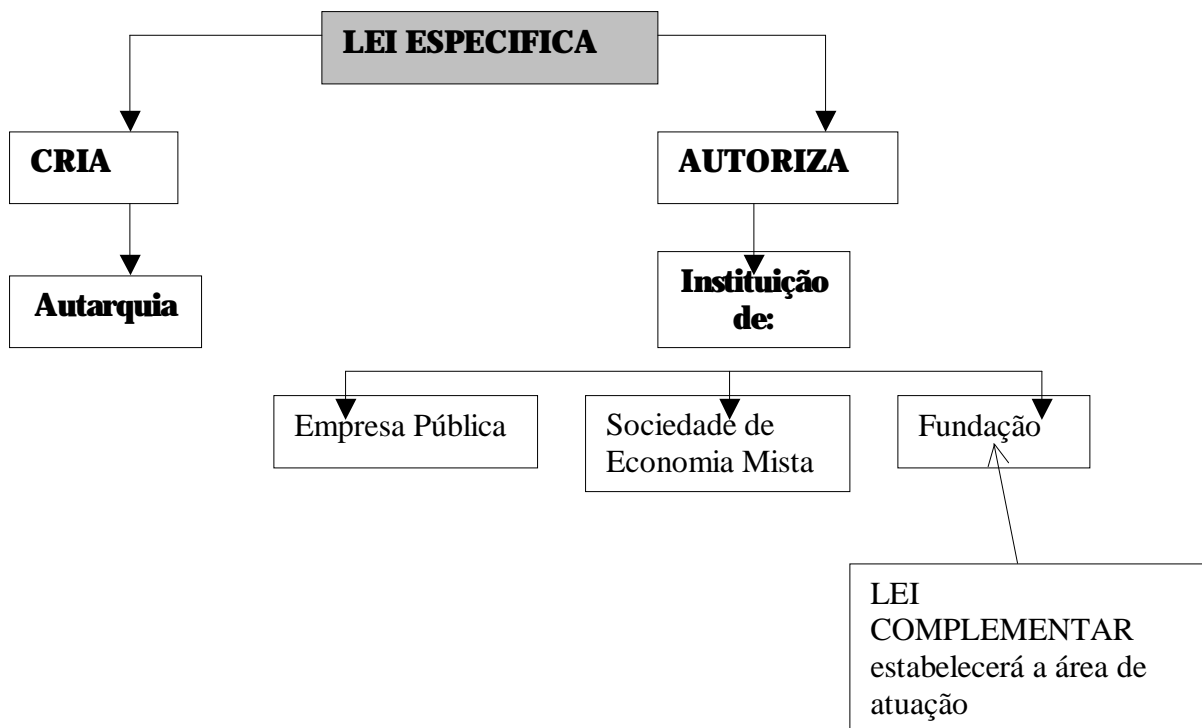 LEI ESPECIFICA
CRIA
AUTORIZA
Autarquia
Instituição
de:
Empresa Pública
Sociedade de
Economia Mista
Fundação
LEI
COMPLEMENTAR
estabelecerá a área de
atuação